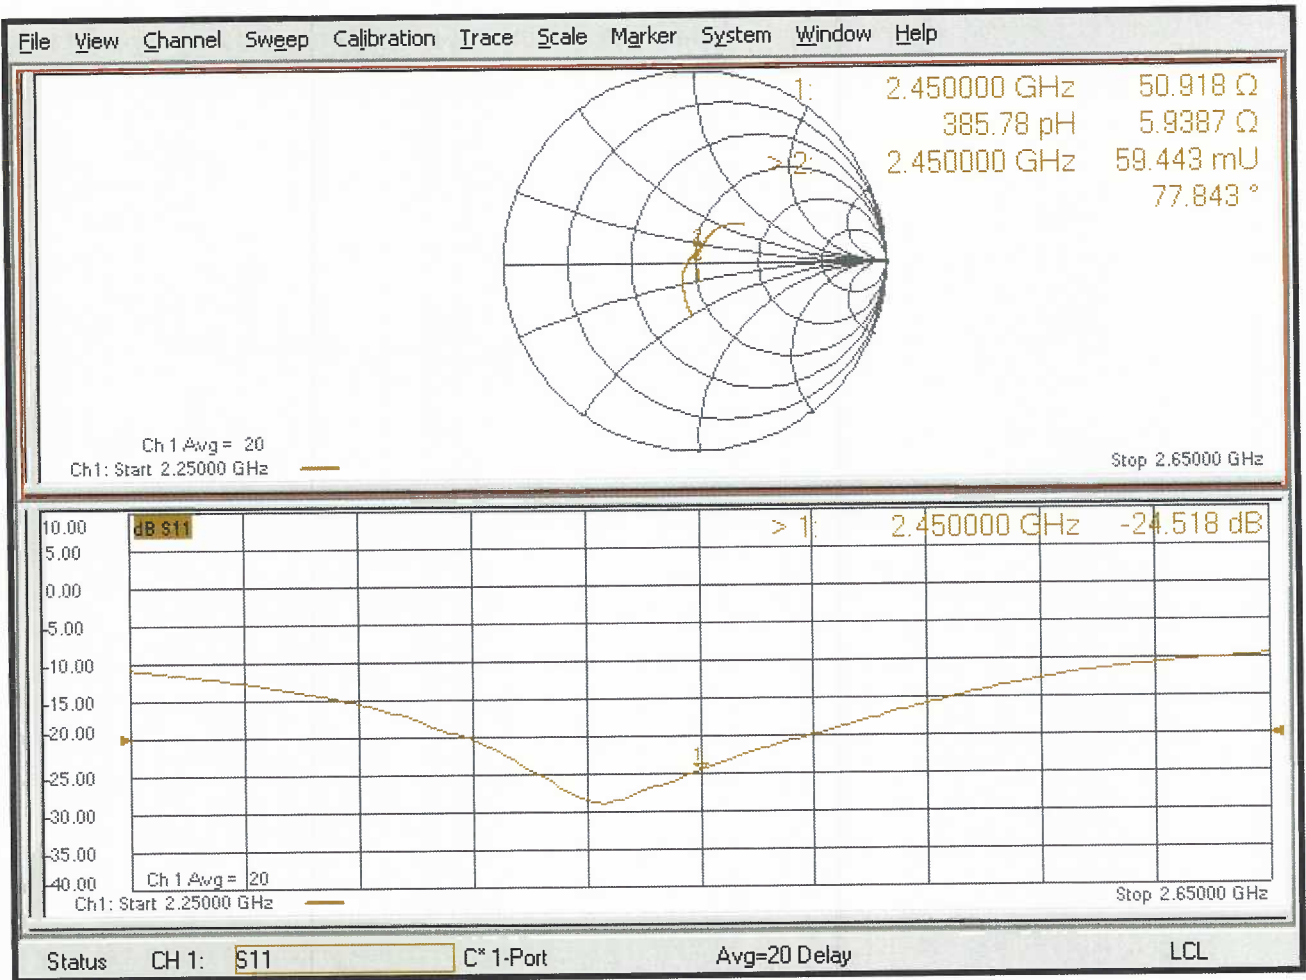 File View Channel Sweep Calibration Trace Scale Marker System Window Help
1: 2.450000 GHz 50.918 Ω
385.78 pH 5.9387 Ω
> 2: 2.450000 GHz 59.443 mU
77.843 °
Ch 1 Avg = 20
Ch1: Start 2.25000 GHz
Stop 2.65000 GHz
10.00
dB S11
> 1: 2.450000 GHz -24.518 dB
5.00
0.00
-5.00
-10.00
-15.00
-20.00
-25.00
-30.00
-35.00
-40.00
1
Ch 1 Avg = 20
Ch1: Start 2.25000 GHz
Stop 2.65000 GHz
Status CH 1: S11 C* 1-Port Avg=20 Delay LCL